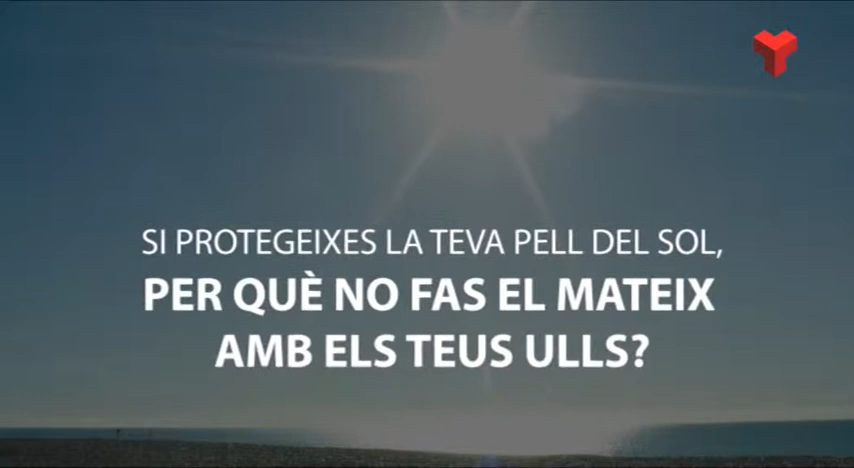 SI PROTEGEIXES LA TEVA PELL DEL SOL,
PER QUÈ NO FAS EL MATEIX
AMB ELS TEUS ULLS?